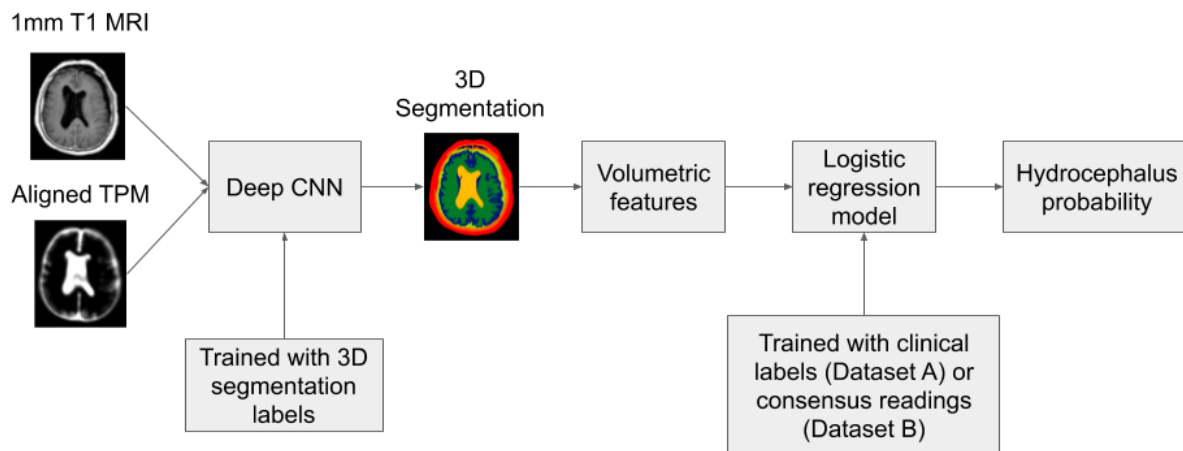 1mm T1 MRI
Aligned TPM
Deep CNN
Trained with 3D
segmentation
labels
3D
Segmentation
Volumetric
features
Logistic
regression
model
Trained with clinical
labels (Dataset A) or
consensus readings
(Dataset B)
Hydrocephalus
probability